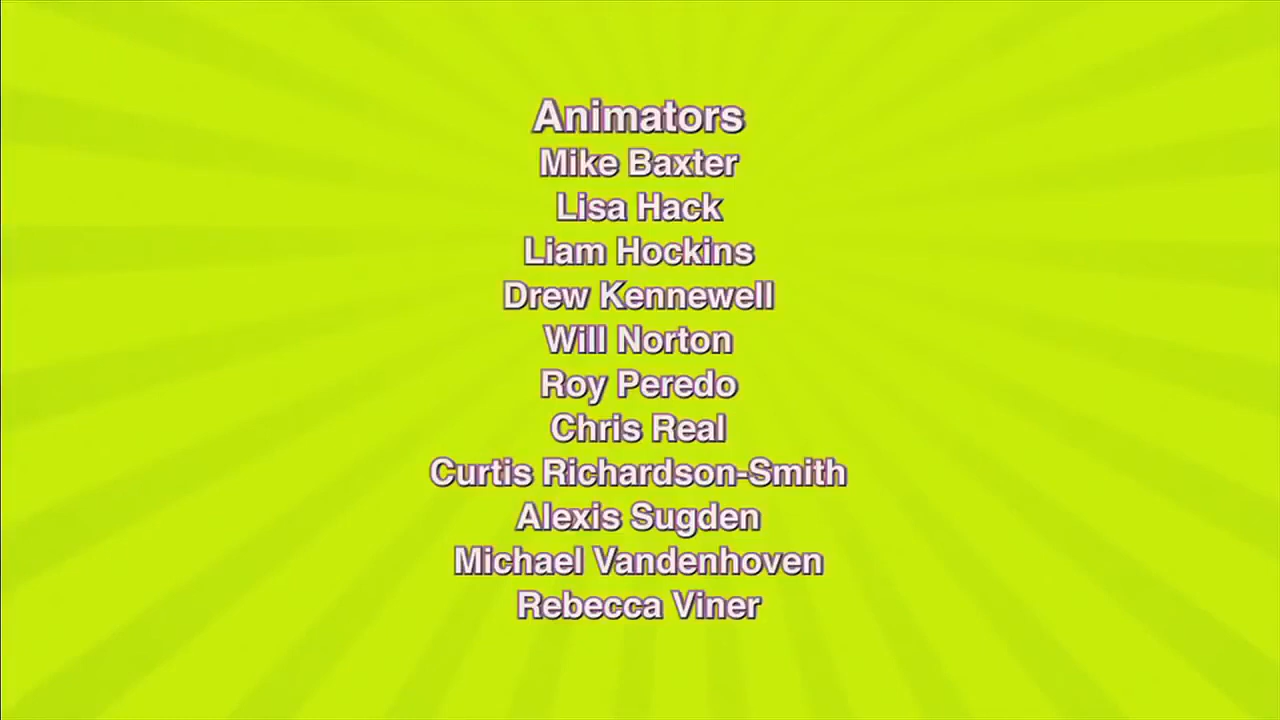 Animators
Mike Baxter
Lisa Hack
Liam Hockins
Drew Kennewell
Will Norton
Roy Peredo
Chris Real
Curtis Richardson-Smith
Alexis Sugden
Michael Vandenhoven
Rebecca Viner